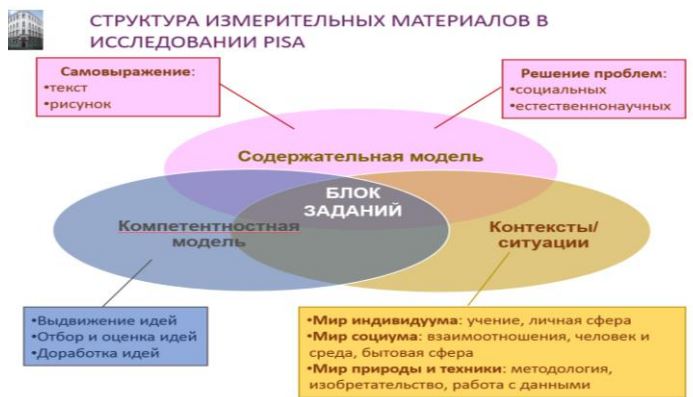 СТРУКТУРА ИЗМЕРИТЕЛЬНЫХ МАТЕРИАЛОВ В
ИССЛЕДОВАНИИ PISA
Самовыражение:
•текст
•рисунок
Решение проблем:
•социальных
•естественнонаучных
Содержательная модель
БЛОК
ЗАДАНИЙ
Компетентностная
модель
Контексты/
ситуации
•Выдвижение идей
•Отбор и оценка идей
•Доработка идей
•Мир индивидуума: учение, личная сфера
•Мир социума: взаимоотношения, человек и
среда, бытовая сфера
•Мир природы и техники: методология,
изобретательство, работа с данными